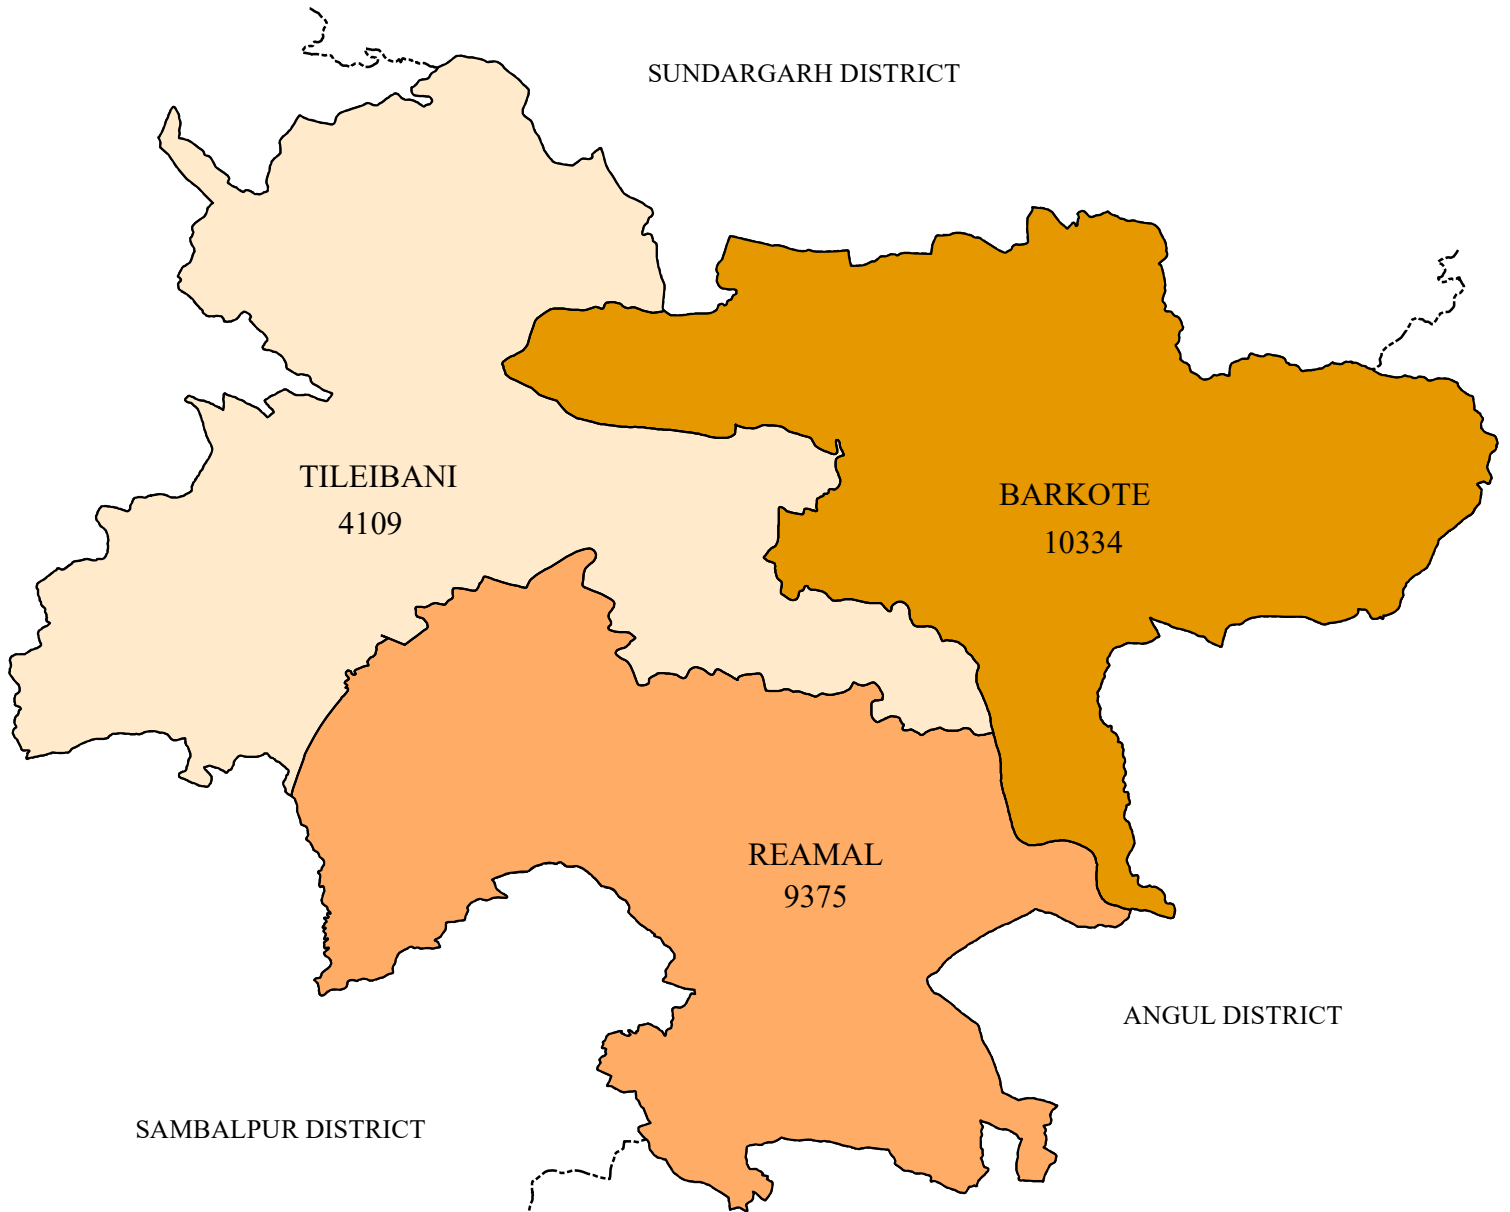 SUNDARGARH DISTRICT
TILEIBANI
4109
BARKOTE
10334
REAMAL
9375
ANGUL DISTRICT
SAMBALPUR DISTRICT